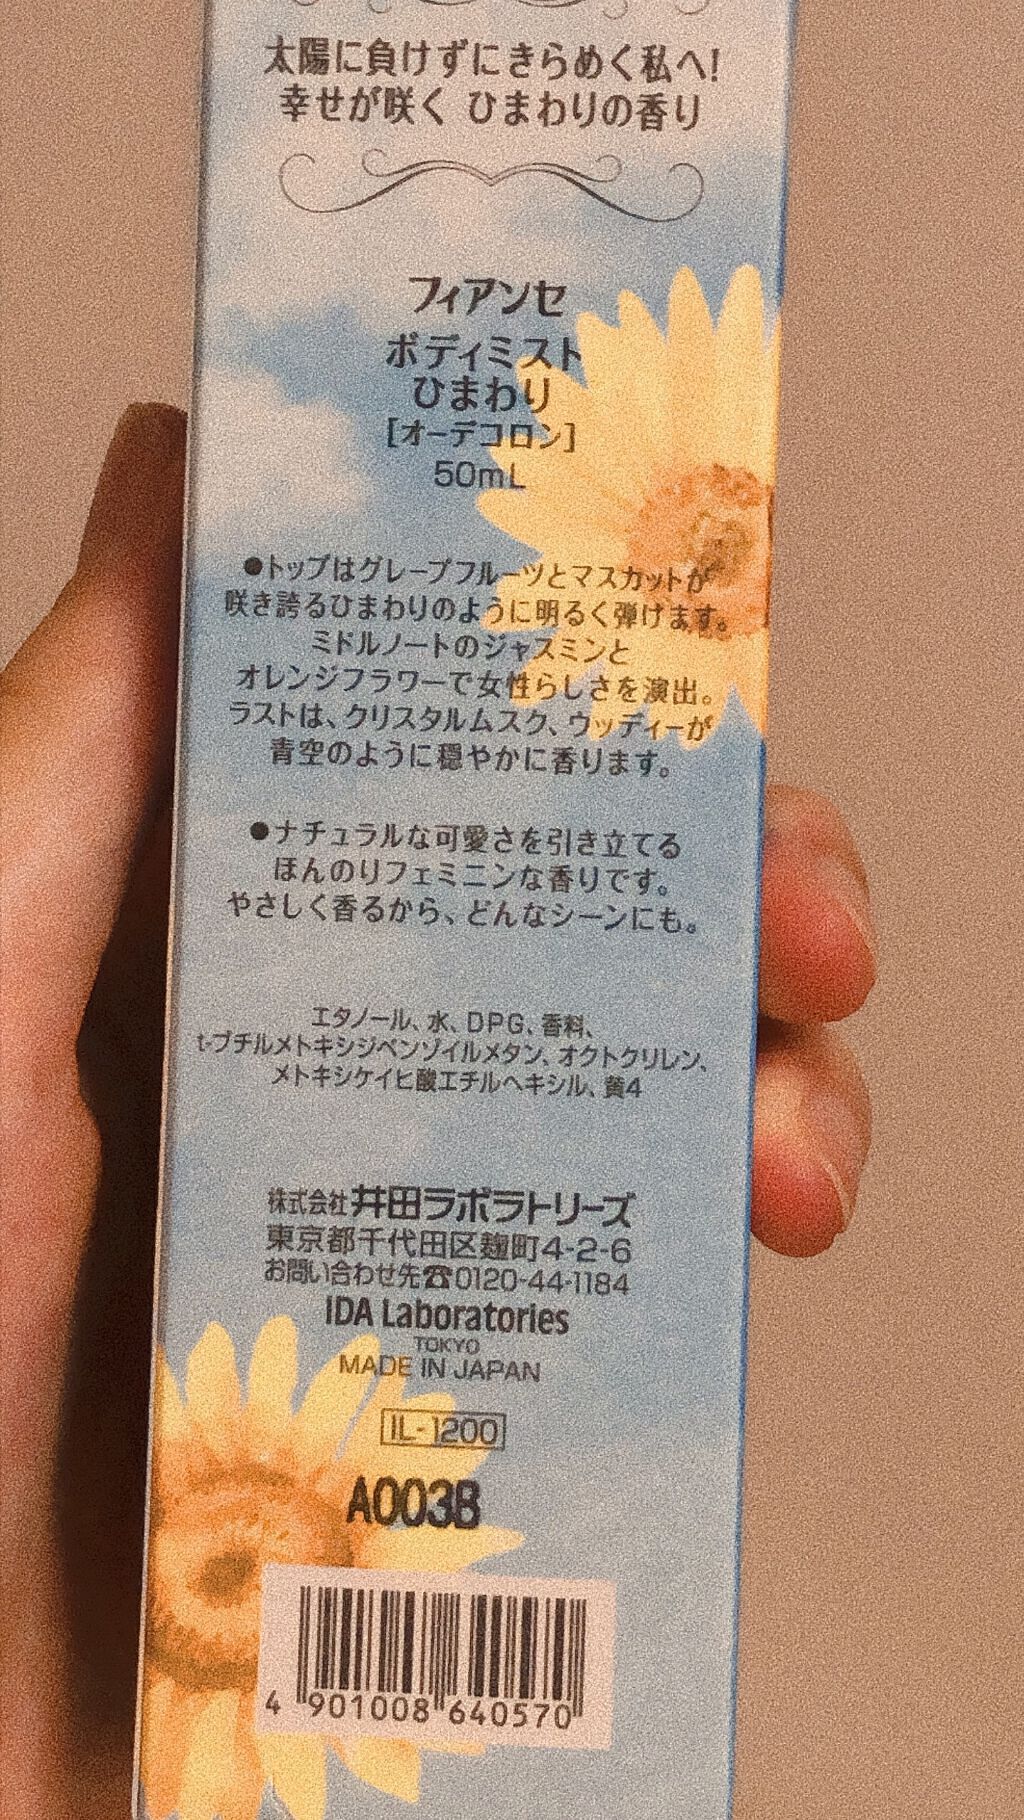 太陽に負けずにきらめく私へ!
幸せが咲く ひまわりの香り
フィアンセ
ボディミスト
ひまわり
[オーデコロン]
50mL
●トップはグレープフルーツとマスカットが
咲き誇るひまわりのように明るく弾けます。
ミドルノートのジャスミンと
オレンジフラワーで女性らしさを演出。
ラストは、クリスタルムスク、ウッディーが
青空のように穏やかに香ります。
●ナチュラルな可愛さを引き立てる
ほんのりフェミニンな香りです。
やさしく香るから、どんなシーンにも。
エタノール、水、DPG、香料、
t-ブチルメトキシジベンゾイルメタン、オクトクリレン、
メトキシケイヒ酸エチルヘキシル、黄4
株式会社 井田ラボラトリーズ
東京都千代田区麹町4-2-6
お問い合わせ先☎0120-44-1184
IDA Laboratories
TOKYO
MADE IN JAPAN
IL-1200
A003B
4 901008 640570